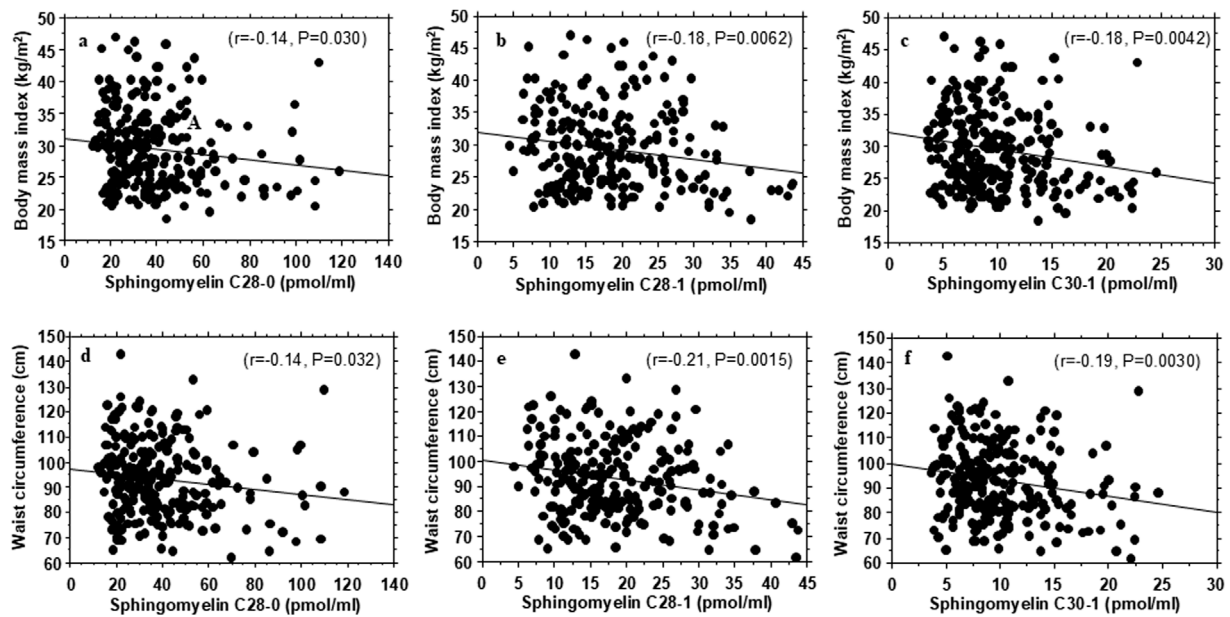 a (r=-0.14, P=0.030)
A
Body mass index (kg/m²)
50
45
40
35
30
25
20
15
0 20 40 60 80 100 120 140
Sphingomyelin C28-0 (pmol/ml)
b (r=-0.18, P=0.0062)
Body mass index (kg/m²)
50
45
40
35
30
25
20
15
0 5 10 15 20 25 30 35 40 45
Sphingomyelin C28-1 (pmol/ml)
c (r=-0.18, P=0.0042)
Body mass index (kg/m²)
50
45
40
35
30
25
20
15
0 5 10 15 20 25 30
Sphingomyelin C30-1 (pmol/ml)
d (r=-0.14, P=0.032)
Waist circumference (cm)
150
140
130
120
110
100
90
80
70
60
0 20 40 60 80 100 120 140
Sphingomyelin C28-0 (pmol/ml)
e (r=-0.21, P=0.0015)
Waist circumference (cm)
150
140
130
120
110
100
90
80
70
60
0 5 10 15 20 25 30 35 40 45
Sphingomyelin C28-1 (pmol/ml)
f (r=-0.19, P=0.0030)
Waist circumference (cm)
150
140
130
120
110
100
90
80
70
60
0 5 10 15 20 25 30
Sphingomyelin C30-1 (pmol/ml)